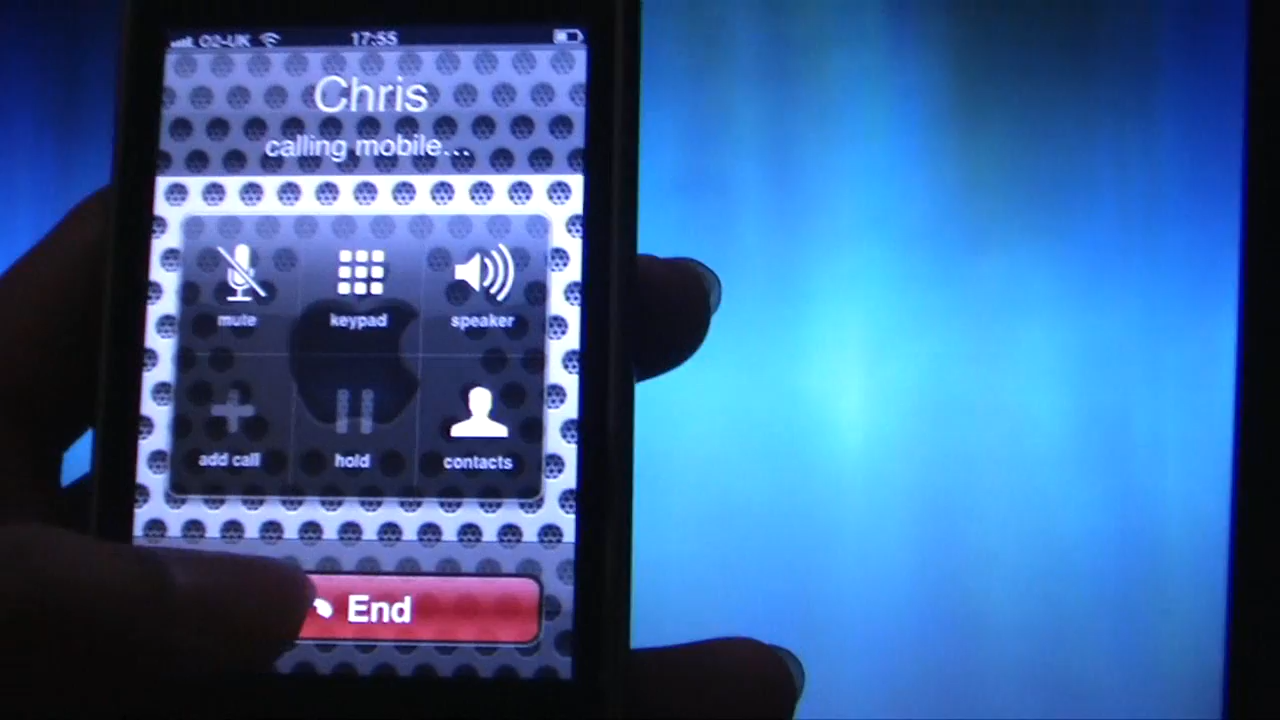 O2-UK 17:55
Chris
calling mobile...
mute keypad speaker
add call hold contacts
End